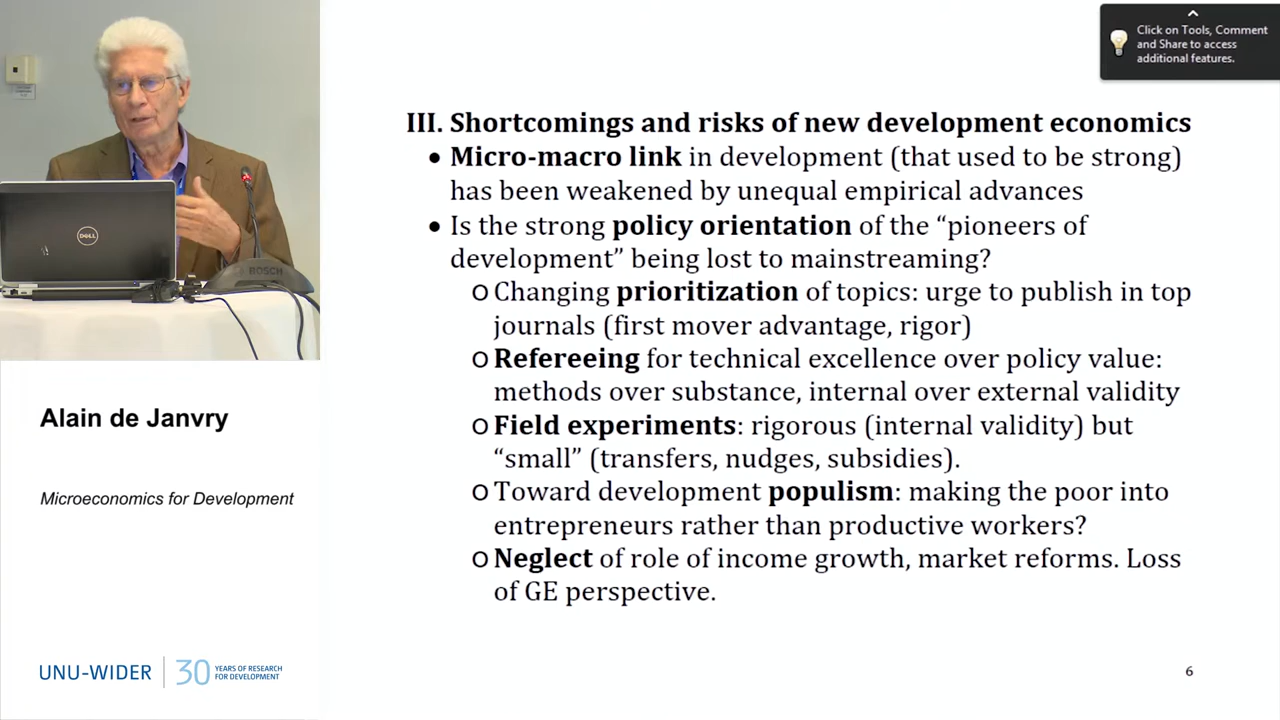 Click on Tools, Comment
and Share to access
additional features.
III. Shortcomings and risks of new development economics
• Micro-macro link in development (that used to be strong)
has been weakened by unequal empirical advances
• Is the strong policy orientation of the “pioneers of
development” being lost to mainstreaming?
o Changing prioritization of topics: urge to publish in top
journals (first mover advantage, rigor)
o Refereeing for technical excellence over policy value:
methods over substance, internal over external validity
o Field experiments: rigorous (internal validity) but
“small” (transfers, nudges, subsidies).
o Toward development populism: making the poor into
entrepreneurs rather than productive workers?
o Neglect of role of income growth, market reforms. Loss
of GE perspective.
6
DELL
BOSCH
Alain de Janvry
Microeconomics for Development
UNU-WIDER
30 YEARS OF RESEARCH
FOR DEVELOPMENT